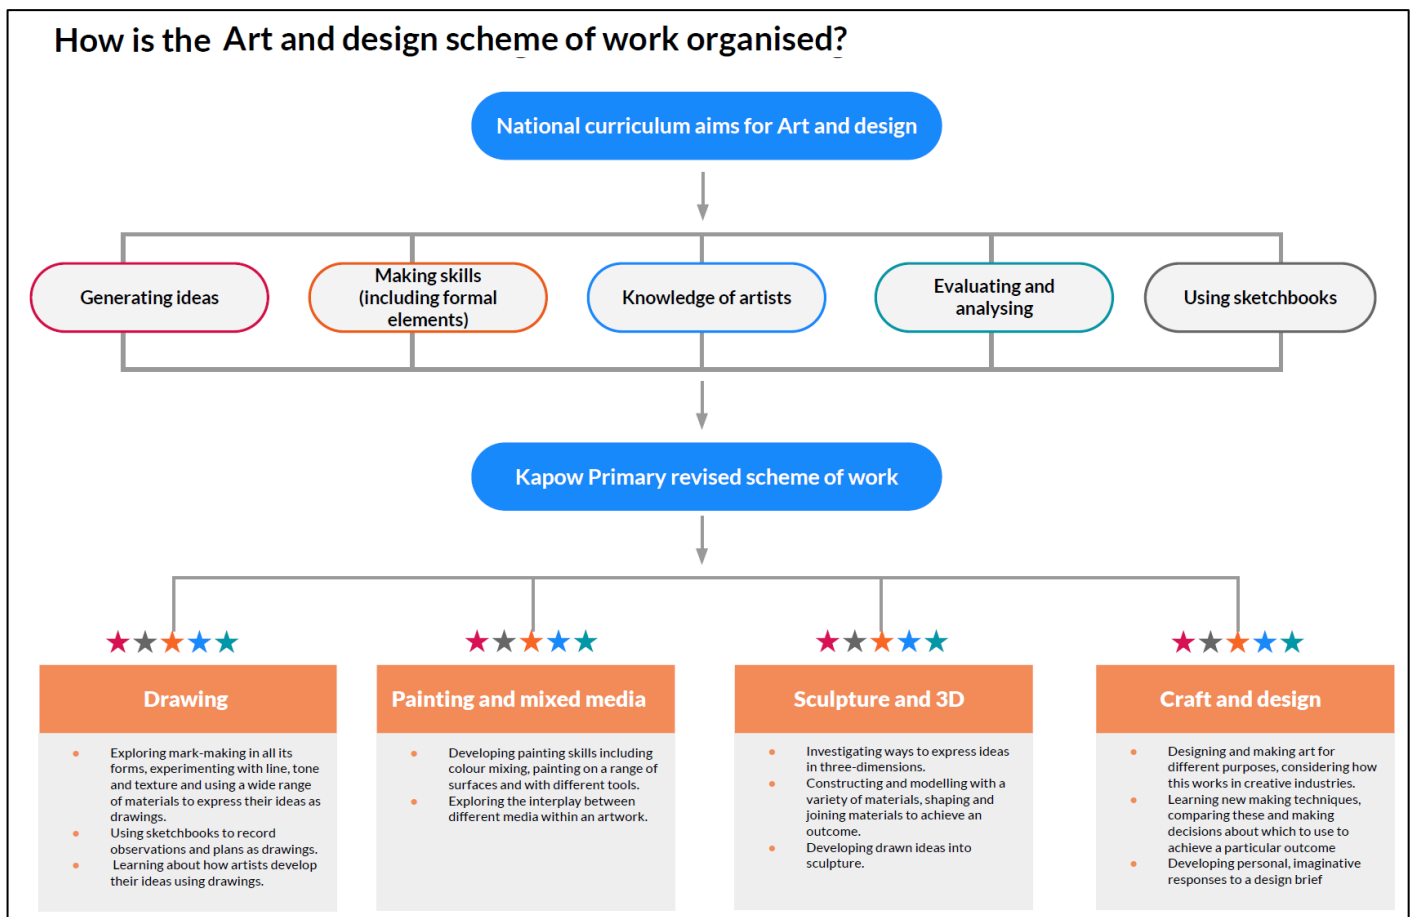 How is the Art and design scheme of work organised?
National curriculum aims for Art and design
Generating ideas
Making skills
(including formal
elements)
Knowledge of artists
Evaluating and
analysing
Using sketchbooks
Kapow Primary revised scheme of work
Drawing
• Exploring mark-making in all its
forms, experimenting with line, tone
and texture and using a wide range
of materials to express their ideas as
drawings.
• Using sketchbooks to record
observations and plans as drawings.
• Learning about how artists develop
their ideas using drawings.
Painting and mixed media
• Developing painting skills including
colour mixing, painting on a range of
surfaces and with different tools.
• Exploring the interplay between
different media within an artwork.
Sculpture and 3D
• Investigating ways to express ideas
in three-dimensions.
• Constructing and modelling with a
variety of materials, shaping and
joining materials to achieve an
outcome.
• Developing drawn ideas into
sculpture.
Craft and design
• Designing and making art for
different purposes, considering how
this works in creative industries.
• Learning new making techniques,
comparing these and making
decisions about which to use to
achieve a particular outcome
• Developing personal, imaginative
responses to a design brief